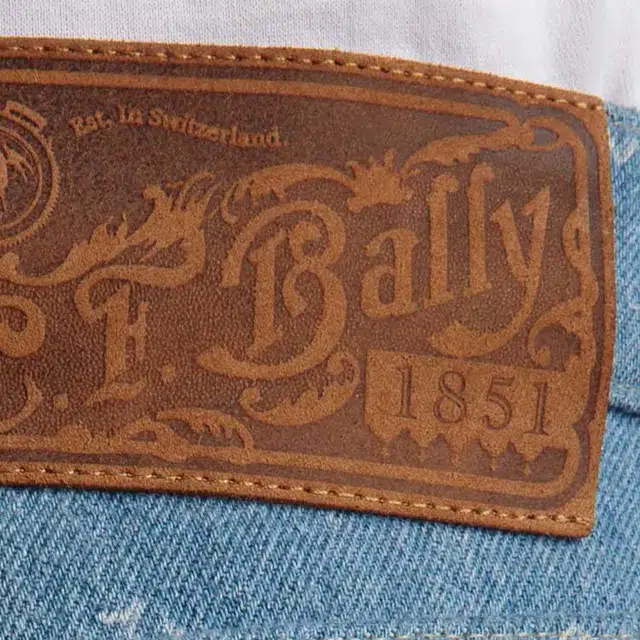 Est. In Switzerland.
F. Bally
1851